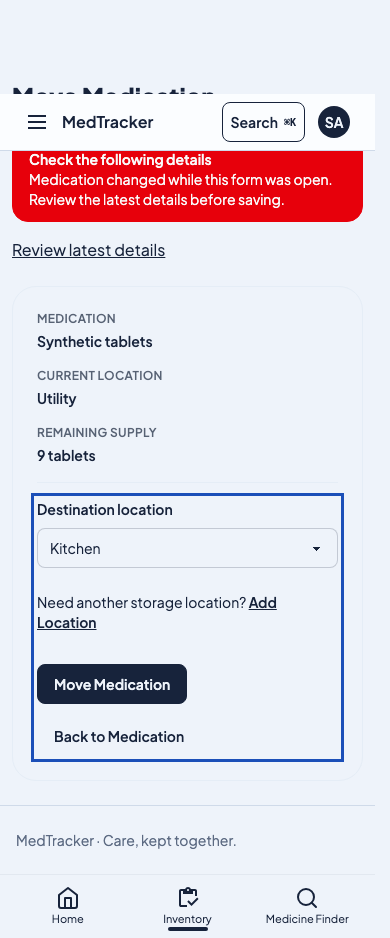 Move Medication
MedTracker
Search ⌘K
SA
Check the following details
Medication changed while this form was open.
Review the latest details before saving.
Review latest details
MEDICATION
Synthetic tablets
CURRENT LOCATION
Utility
REMAINING SUPPLY
9 tablets
Destination location
Kitchen
Need another storage location? Add
Location
Move Medication
Back to Medication
MedTracker · Care, kept together.
Home
Inventory
Medicine Finder